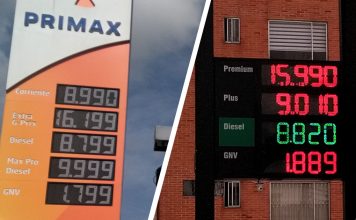 PRIMAX
Corriente 8.990
Extra G.Prix 16.199
Diesel 8.799
Max Pro Diesel 9.999
GNV 1.799
Premium 15.990
Plus 9.010
Diesel 8.820
GNV 1.889